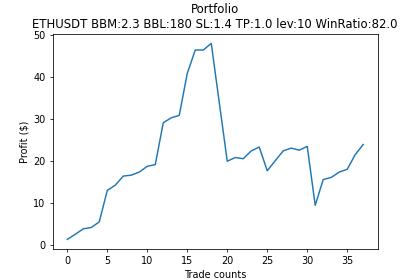 Portfolio
ETHUSDT BBM:2.3 BBL:180 SL:1.4 TP:1.0 lev:10 WinRatio:82.0
50
40
30
20
10
0
Profit ($)
0 5 10 15 20 25 30 35
Trade counts